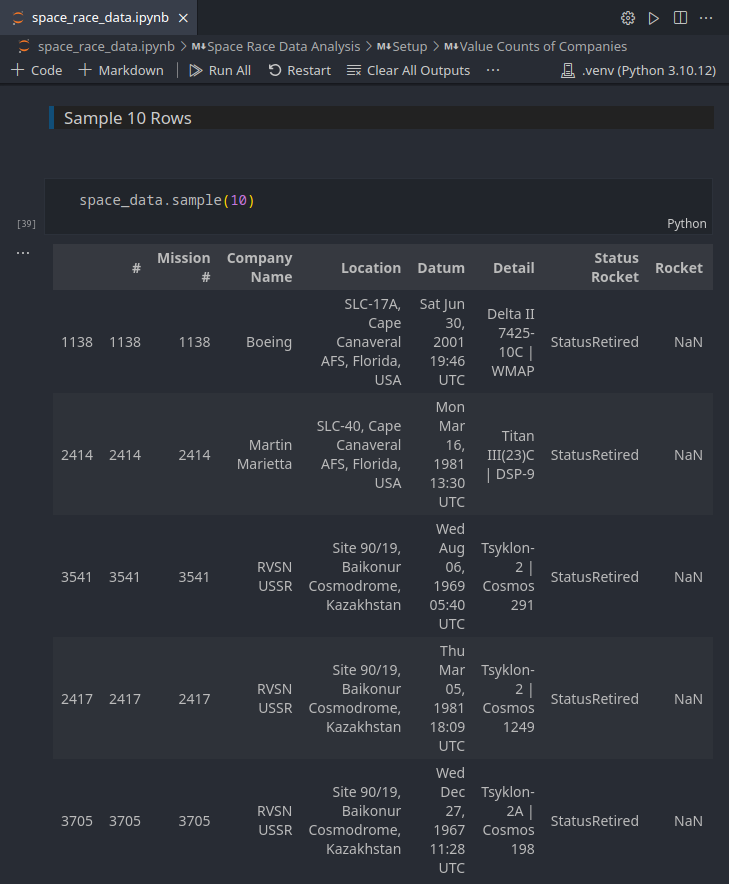 space_race_data.ipynb ×
space_race_data.ipynb > M↓Space Race Data Analysis > M↓Setup > M↓Value Counts of Companies
+ Code + Markdown | Run All Restart Clear All Outputs ··· .venv (Python 3.10.12)
Sample 10 Rows
space_data.sample(10)
[39]
Python
...
# Mission # Company Name Location Datum Detail Status Rocket Rocket
1138 1138 1138 Boeing SLC-17A, Cape Canaveral AFS, Florida, USA Sat Jun 30, 2001 19:46 UTC Delta II 7425-10C | WMAP StatusRetired NaN
2414 2414 2414 Martin Marietta SLC-40, Cape Canaveral AFS, Florida, USA Mon Mar 16, 1981 13:30 UTC Titan III(23)C | DSP-9 StatusRetired NaN
3541 3541 3541 RVSN USSR Site 90/19, Baikonur Cosmodrome, Kazakhstan Wed Aug 06, 1969 05:40 UTC Tsyklon-2 | Cosmos 291 StatusRetired NaN
2417 2417 2417 RVSN USSR Site 90/19, Baikonur Cosmodrome, Kazakhstan Thu Mar 05, 1981 18:09 UTC Tsyklon-2 | Cosmos 1249 StatusRetired NaN
3705 3705 3705 RVSN USSR Site 90/19, Baikonur Cosmodrome, Kazakhstan Wed Dec 27, 1967 11:28 UTC Tsyklon-2A | Cosmos 198 StatusRetired NaN